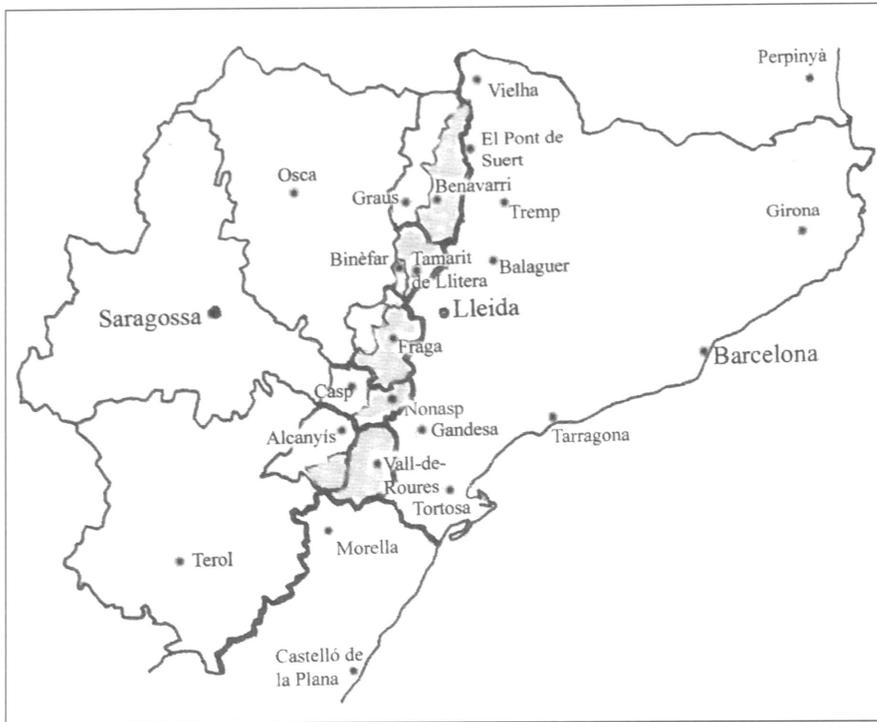 Perpinyà
Vielha
El Pont de
Suert
Osca
Graus
Benavarri
Tremp
Girona
Binèfar
Tamarit
de Llitera
Balaguer
Saragossa
Lleida
Fraga
Barcelona
Casp
Nonasp
Alcanyís
Gandesa
Tarragona
Vall-de-
Roures
Tortosa
Morella
Terol
Castelló de
la Plana